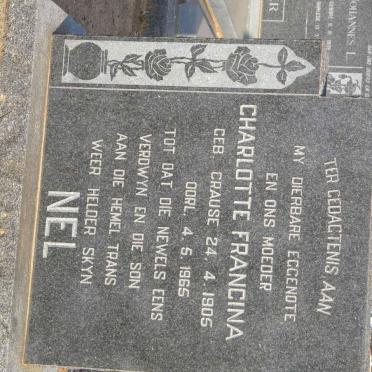 TER GEDAGTENIS AAN
MY DIERBARE EGGENOTE
EN ONS MOEDER
CHARLOTTE FRANCINA
GEB. CRAUSE 24. 4. 1905
OORL. 4. 5. 1965
TOT DAT DIE NEWELS EENS
VERDWYN EN DIE SON
AAN DIE HEMEL TRANS
WEER HELDER SKYN
NEL